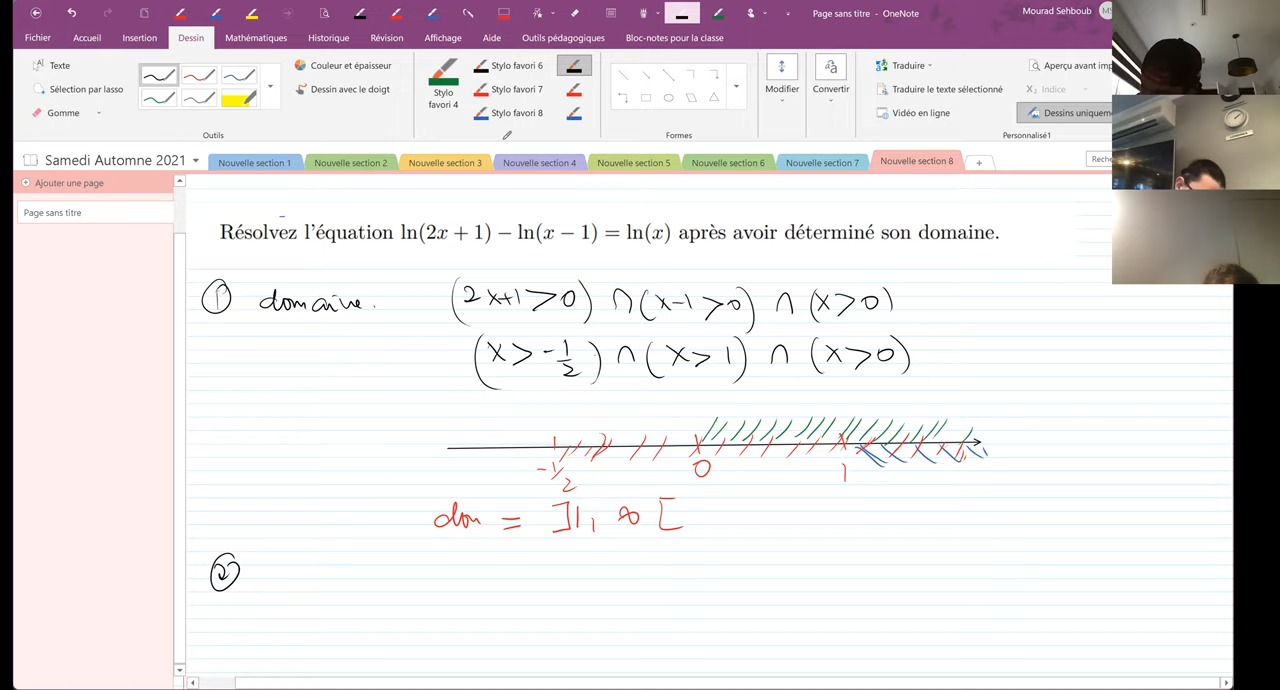 Page sans titre - OneNote
Mourad Sehboub
Fichier Accueil Insertion Dessin Mathématiques Historique Révision Affichage Aide Outils pédagogiques Bloc-notes pour la classe
Texte
Sélection par lasso
Gomme
Outils
Couleur et épaisseur
Dessin avec le doigt
Stylo favori 4
Stylo favori 6
Stylo favori 7
Stylo favori 8
Formes
Modifier
Convertir
Traduire
Traduire le texte sélectionné
Vidéo en ligne
Aperçu avant imp
Indice
Dessins uniqueme
Personnalisé1
Samedi Automne 2021
Nouvelle section 1 Nouvelle section 2 Nouvelle section 3 Nouvelle section 4 Nouvelle section 5 Nouvelle section 6 Nouvelle section 7 Nouvelle section 8 +
Reche
Ajouter une page
Page sans titre
Résolvez l'équation ln(2x + 1) − ln(x − 1) = ln(x) après avoir déterminé son domaine.
① domaine. (2x+1>0) ∩ (x-1>0) ∩ (x>0)
(x > -1/2) ∩ (x>1) ∩ (x>0)
-1/2 0 1
dom = ]1, ∞ [
②